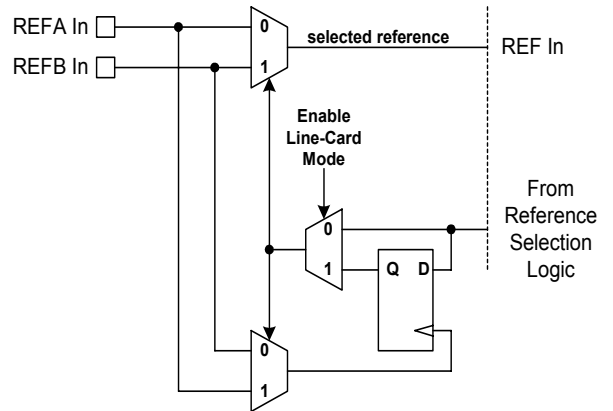 REFA In
REFB In
0
1
selected reference
REF In
Enable
Line-Card
Mode
0
1
Q D
From
Reference
Selection
Logic
0
1